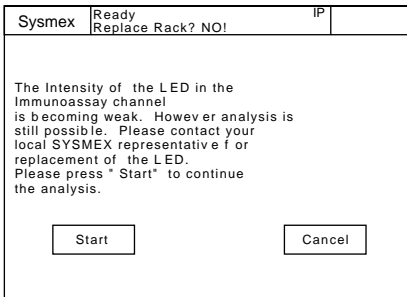 Sysmex
Ready
IP
Replace Rack? NO!
The Intensity of the LED in the
Immunoassay channel
is becoming weak. However analysis is
still possible. Please contact your
local SYSMEX representative for
replacement of the LED.
Please press "Start" to continue
the analysis.
Start
Cancel